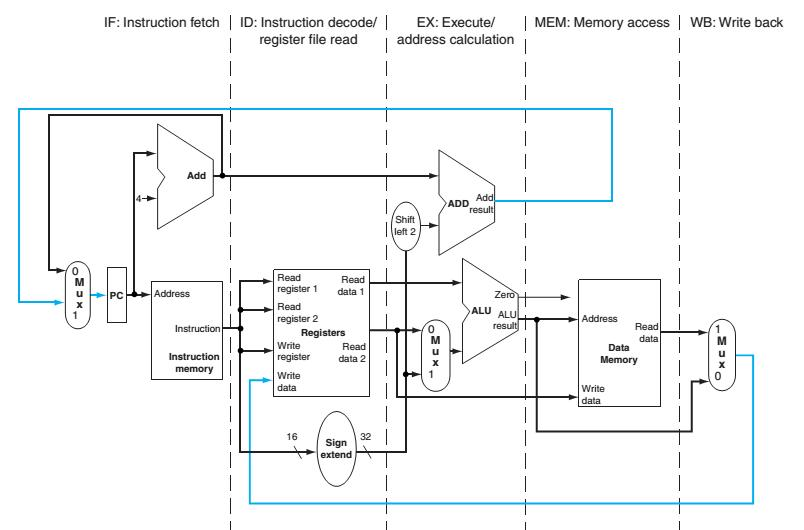 IF: Instruction fetch
ID: Instruction decode/
register file read
EX: Execute/
address calculation
MEM: Memory access
WB: Write back
Add
4
ADD
Add
result
Shift
left 2
0
M
u
x
1
PC
Address
Instruction
Instruction
memory
Read
register 1
Read
register 2
Registers
Write
register
Write
data
Read
data 1
Read
data 2
0
M
u
x
1
Zero
ALU
ALU
result
Address
Read
data
Data
Memory
Write
data
1
M
u
x
0
16
Sign
extend
32